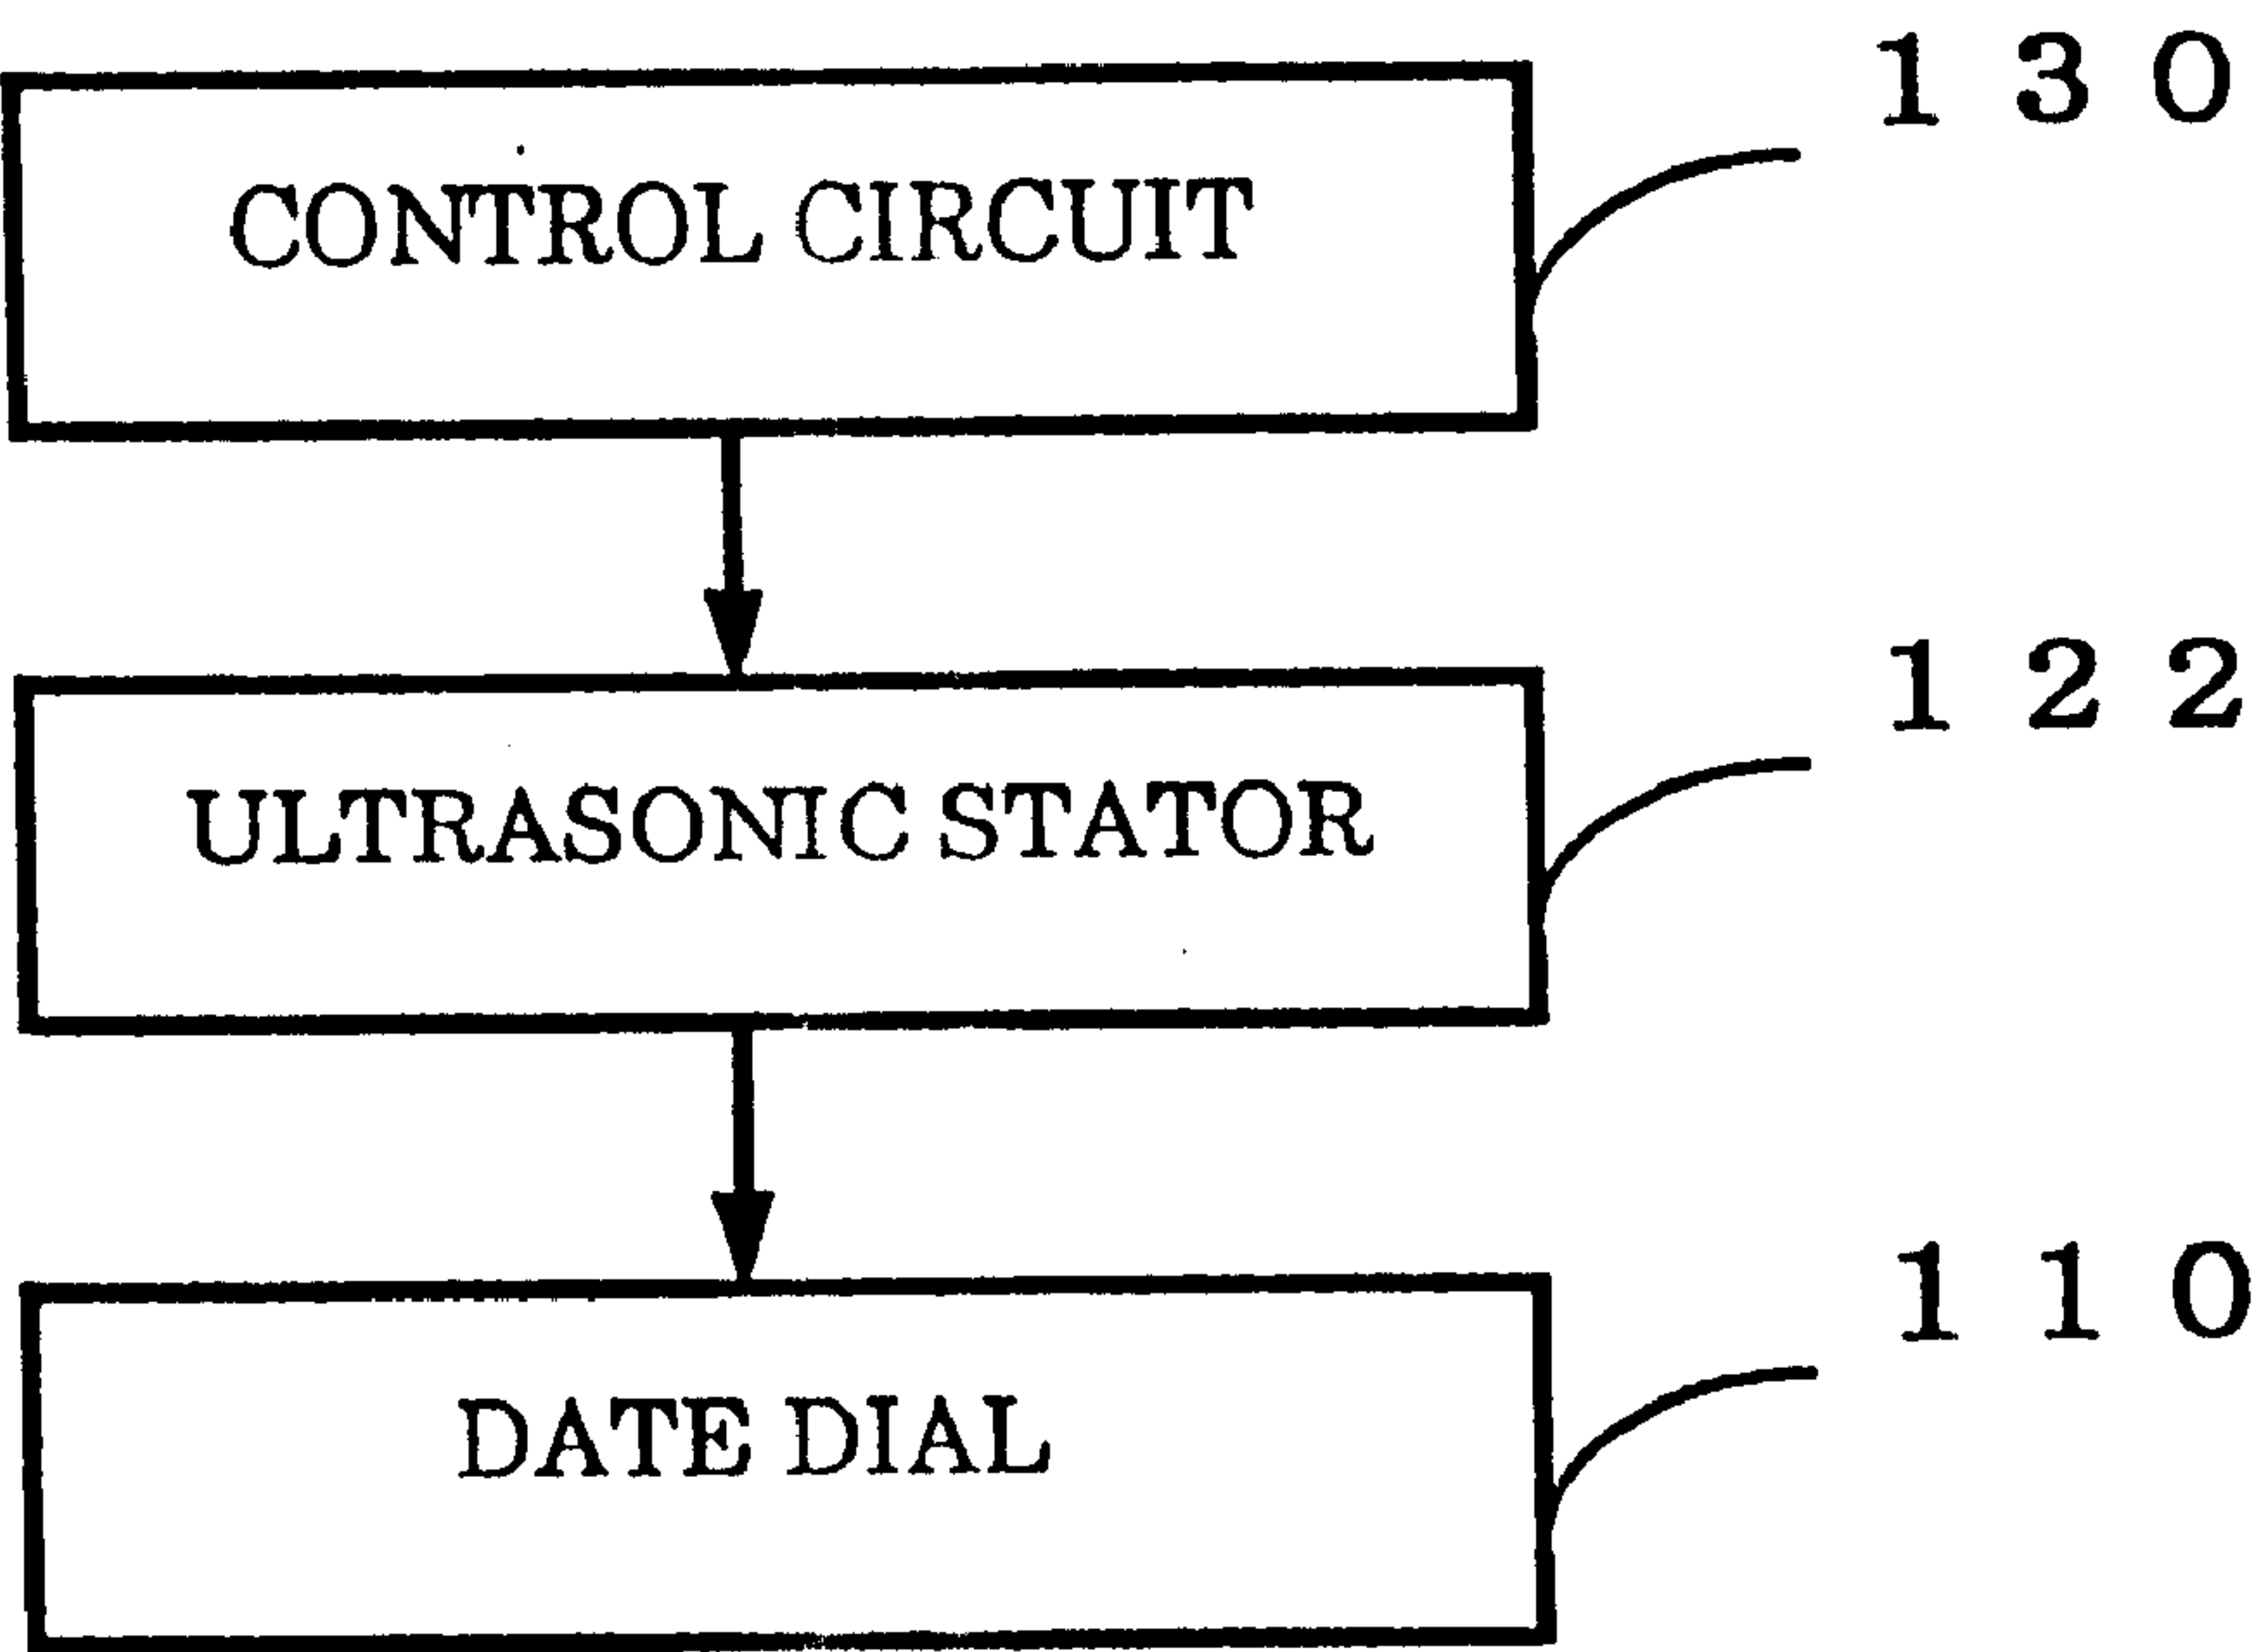 130
CONTROL CIRCUIT
122
ULTRASONIC STATOR
110
DATE DIAL